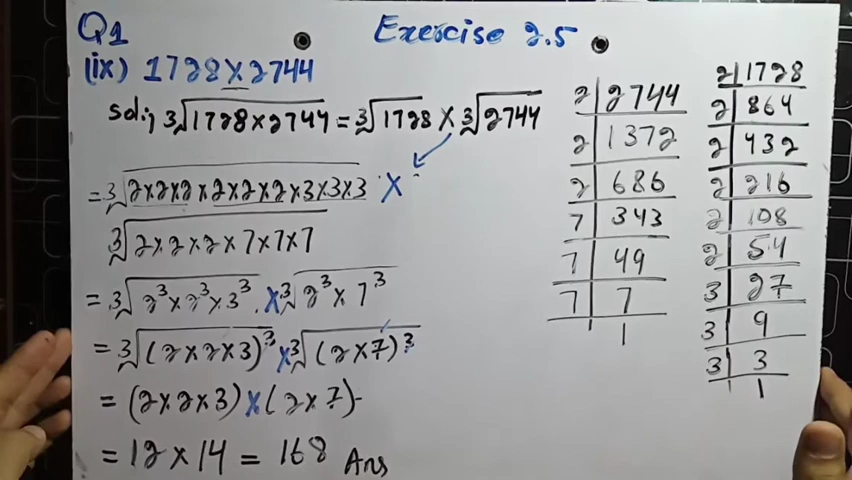 Q1
Exercise 2.5
(ix) 1728 × 2744
Sol:, ∛1728×2744 = ∛1728 × ∛2744
= ∛2×2×2×2×2×2×3×3×3 ×
∛2×2×2×7×7×7
= ∛2³×2³×3³ × ∛2³×7³
= ∛(2×2×3)³ × ∛(2×7)³
= (2×2×3)×(2×7)
= 12 × 14 = 168 Ans
2 | 2744
2 | 1372
2 | 686
7 | 343
7 | 49
7 | 7
1
2 | 1728
2 | 864
2 | 432
2 | 216
2 | 108
2 | 54
3 | 27
3 | 9
3 | 3
1